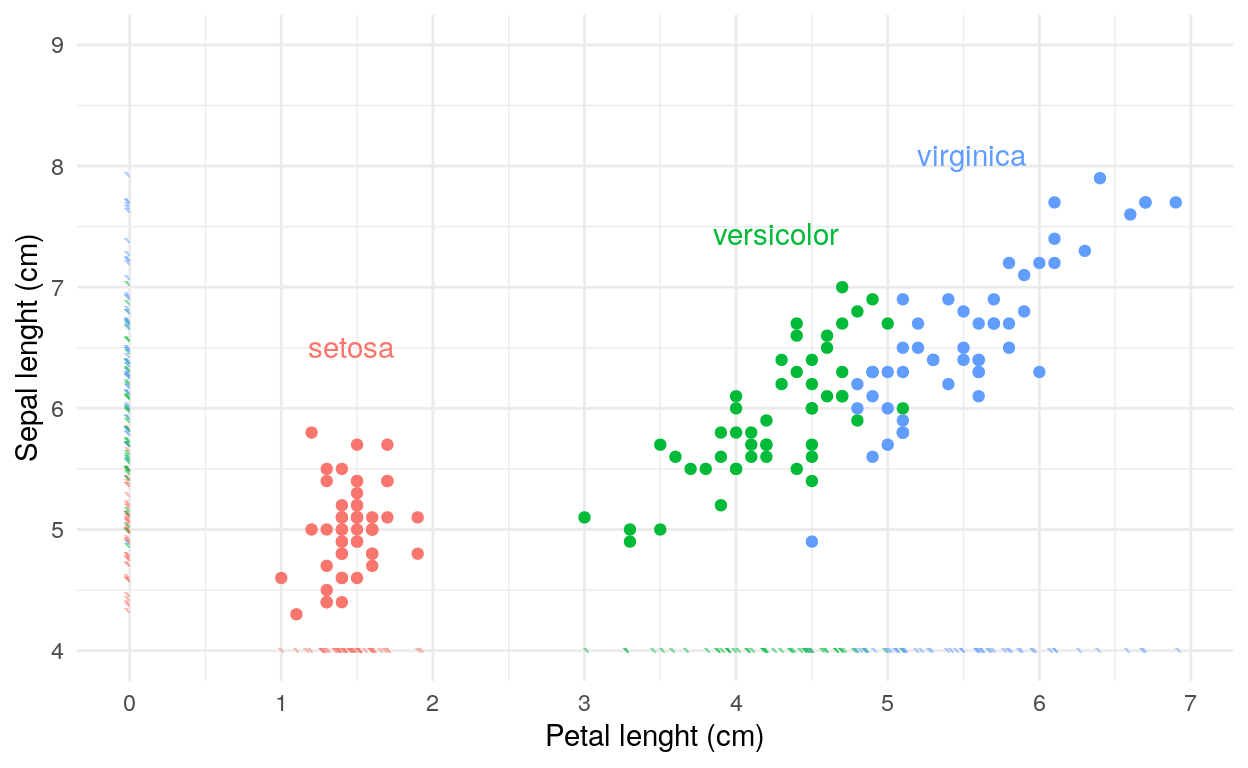 9
8
7
6
5
4
Sepal lenght (cm)
virginica
versicolor
setosa
0 1 2 3 4 5 6 7
Petal lenght (cm)